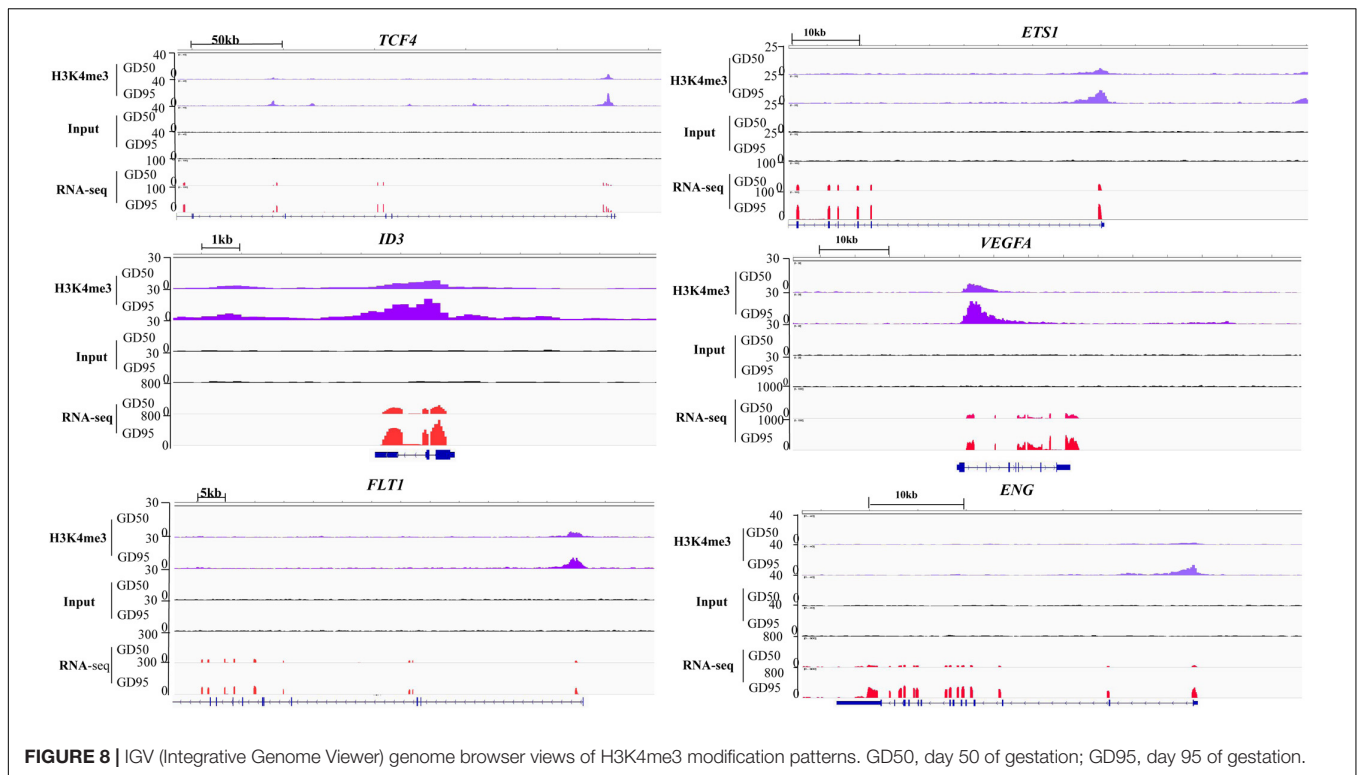 TCF4
50kb
40
H3K4me3
GD50
0
40
GD95
0
40
Input
GD50
0
40
GD95
0
100
RNA-seq
GD50
0
100
GD95
0
ETS1
10kb
25
H3K4me3
GD50
0
25
GD95
0
25
Input
GD50
0
25
GD95
0
100
RNA-seq
GD50
0
100
GD95
0
ID3
1kb
30
H3K4me3
GD50
0
30
GD95
0
30
Input
GD50
0
30
GD95
0
800
RNA-seq
GD50
0
800
GD95
0
VEGFA
10kb
30
H3K4me3
GD50
0
30
GD95
0
30
Input
GD50
0
30
GD95
0
1000
RNA-seq
GD50
0
1000
GD95
0
FLT1
5kb
30
H3K4me3
GD50
0
30
GD95
0
30
Input
GD50
0
30
GD95
0
300
RNA-seq
GD50
0
300
GD95
0
ENG
10kb
40
H3K4me3
GD50
0
40
GD95
0
40
Input
GD50
0
40
GD95
0
800
RNA-seq
GD50
0
800
GD95
0
FIGURE 8 | IGV (Integrative Genome Viewer) genome browser views of H3K4me3 modification patterns. GD50, day 50 of gestation; GD95, day 95 of gestation.